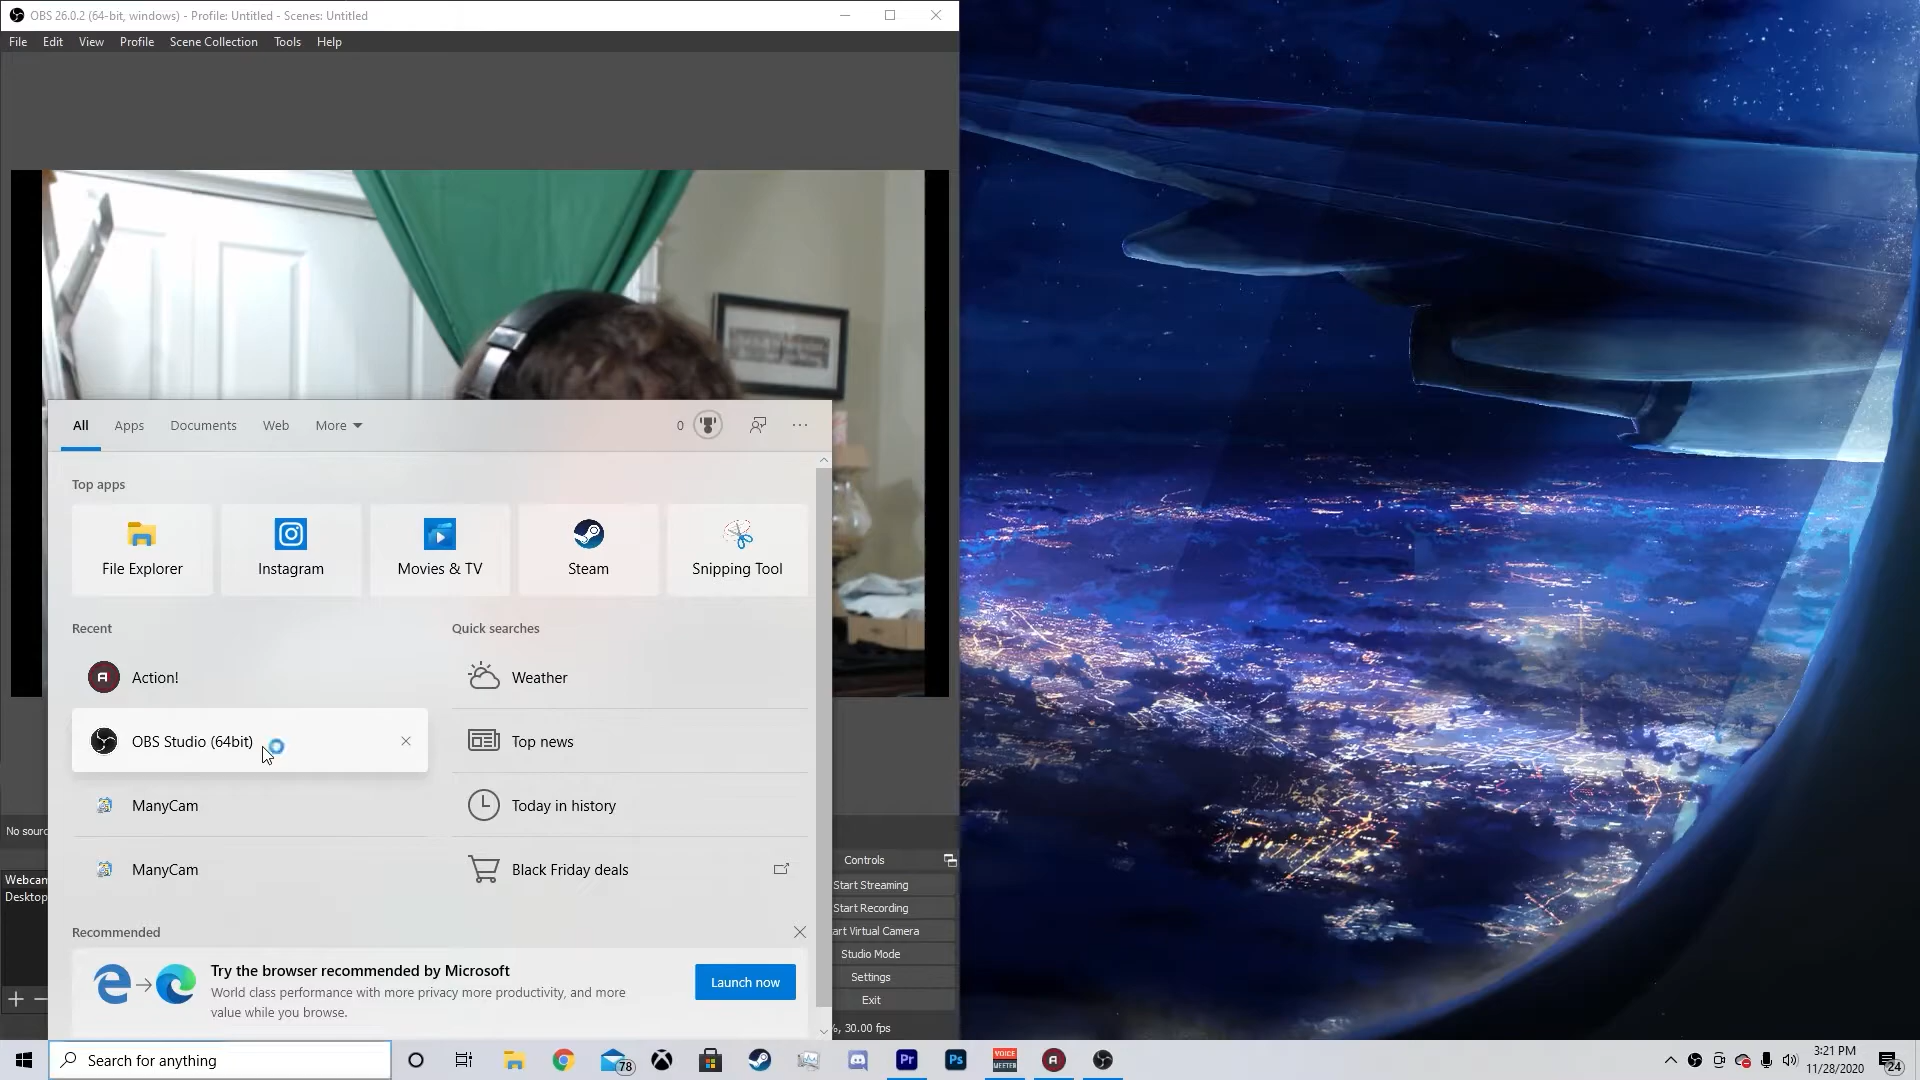 OBS 26.0.2 (64-bit, windows) - Profile: Untitled - Scenes: Untitled
File Edit View Profile Scene Collection Tools Help
All Apps Documents Web More 0
Top apps
File Explorer Instagram Movies & TV Steam Snipping Tool
Recent
Action!
OBS Studio (64bit)
ManyCam
ManyCam
Quick searches
Weather
Top news
Today in history
Black Friday deals
Recommended
Try the browser recommended by Microsoft
World class performance with more privacy more productivity, and more
value while you browse.
Launch now
No sourc
Webcam
Desktop
Controls
Start Streaming
Start Recording
art Virtual Camera
Studio Mode
Settings
Exit
%, 30.00 fps
Search for anything
78
Pr
Ps
VOICE
MEETER
3:21 PM
11/28/2020
24